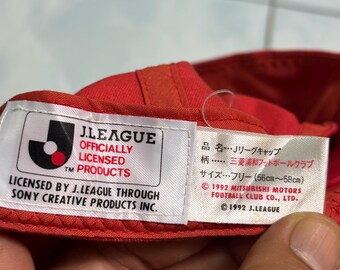 J.LEAGUE
OFFICIALLY
LICENSED
PRODUCTS
TM
LICENSED BY J.LEAGUE THROUGH
SONY CREATIVE PRODUCTS INC.
品 名…Jリーグキャップ
柄……三菱浦和フットボールクラブ
サイズ…フリー(56cm〜58cm)
© 1992 MITSUBISHI MOTORS
FOOTBALL CLUB CO., LTD.
©1992 J.LEAGUE